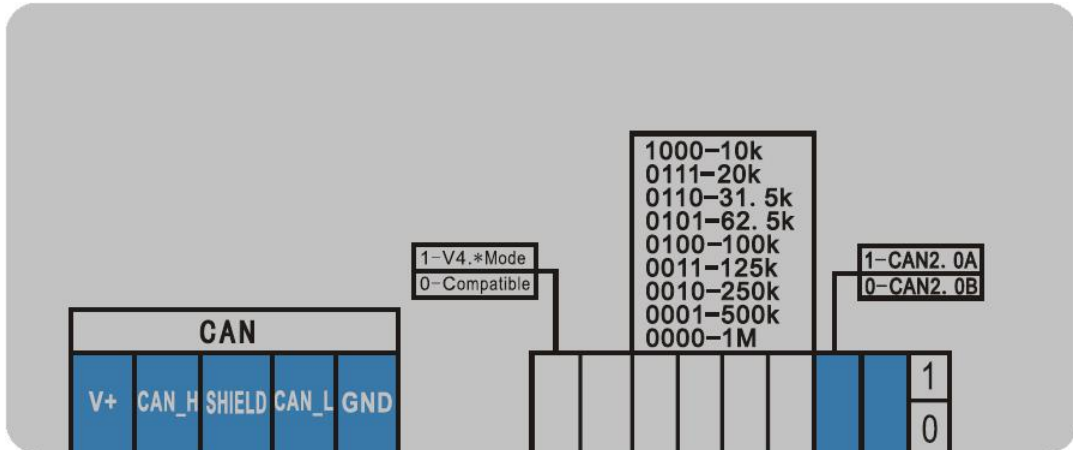 1000-10k
0111-20k
0110-31.5k
0101-62.5k
0100-100k
0011-125k
0010-250k
0001-500k
0000-1M
1-V4.*Mode
0-Compatible
1-CAN2.0A
0-CAN2.0B
CAN
V+ CAN_H SHIELD CAN_L GND
1
0